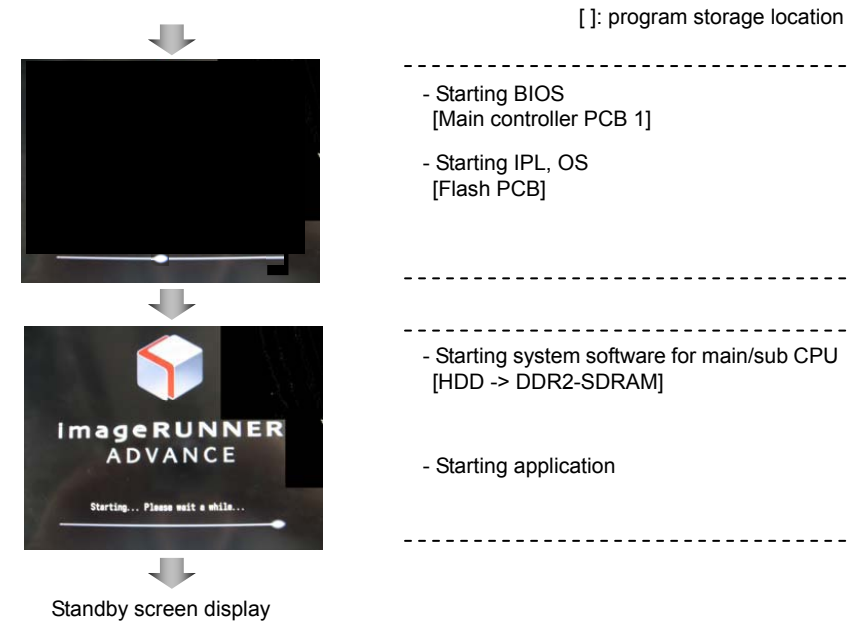 [ ]: program storage location
- Starting BIOS
[Main controller PCB 1]
- Starting IPL, OS
[Flash PCB]
imageRUNNER
ADVANCE
Starting... Please wait a while...
- Starting system software for main/sub CPU
[HDD -> DDR2-SDRAM]
- Starting application
Standby screen display